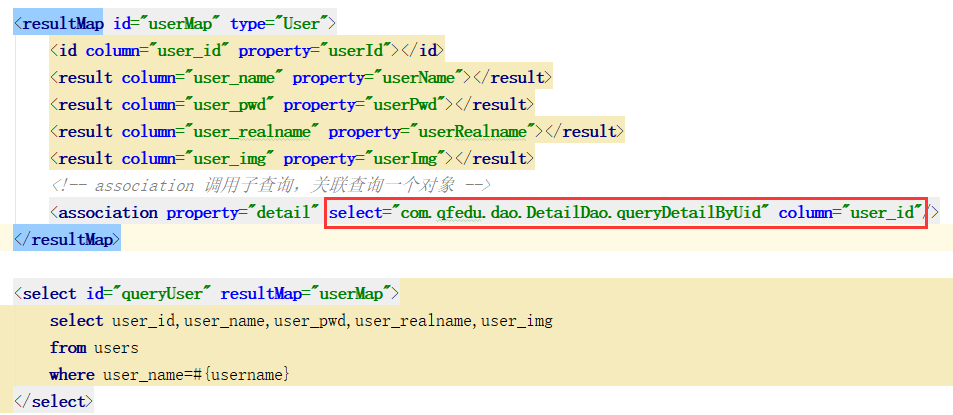 <resultMap id="userMap" type="User">
<id column="user_id" property="userId"></id>
<result column="user_name" property="userName"></result>
<result column="user_pwd" property="userPwd"></result>
<result column="user_realname" property="userRealname"></result>
<result column="user_img" property="userImg"></result>
<!-- association 调用子查询，关联查询一个对象 -->
<association property="detail" select="com.qfedu.dao.DetailDao.queryDetailByUid" column="user_id"/>
</resultMap>
<select id="queryUser" resultMap="userMap">
select user_id,user_name,user_pwd,user_realname,user_img
from users
where user_name=#{username}
</select>